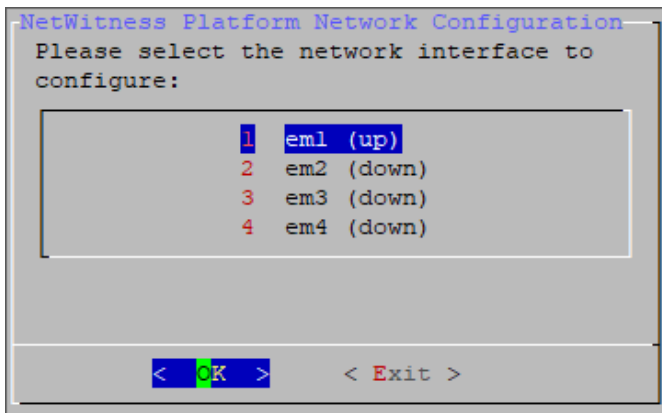 NetWitness Platform Network Configuration
Please select the network interface to
configure:
1 em1 (up)
2 em2 (down)
3 em3 (down)
4 em4 (down)
< OK > < Exit >